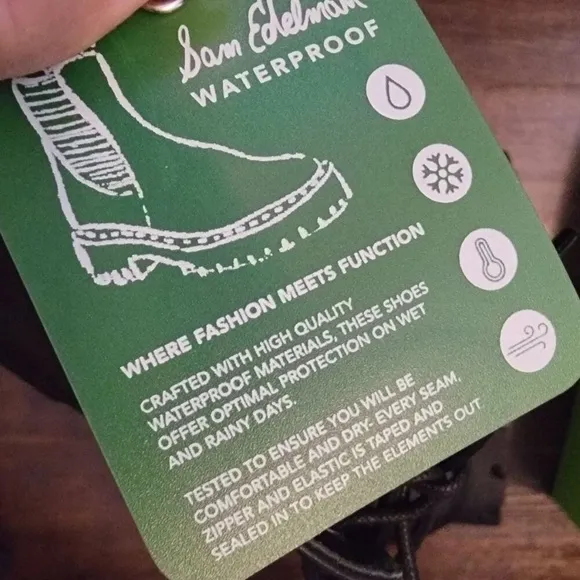 Sam Edelman
WATERPROOF
WHERE FASHION MEETS FUNCTION
CRAFTED WITH HIGH QUALITY
WATERPROOF MATERIALS, THESE SHOES
OFFER OPTIMAL PROTECTION ON WET
AND RAINY DAYS.
TESTED TO ENSURE YOU WILL BE
COMFORTABLE AND DRY- EVERY SEAM,
ZIPPER AND ELASTIC IS TAPED AND
SEALED IN TO KEEP THE ELEMENTS OUT